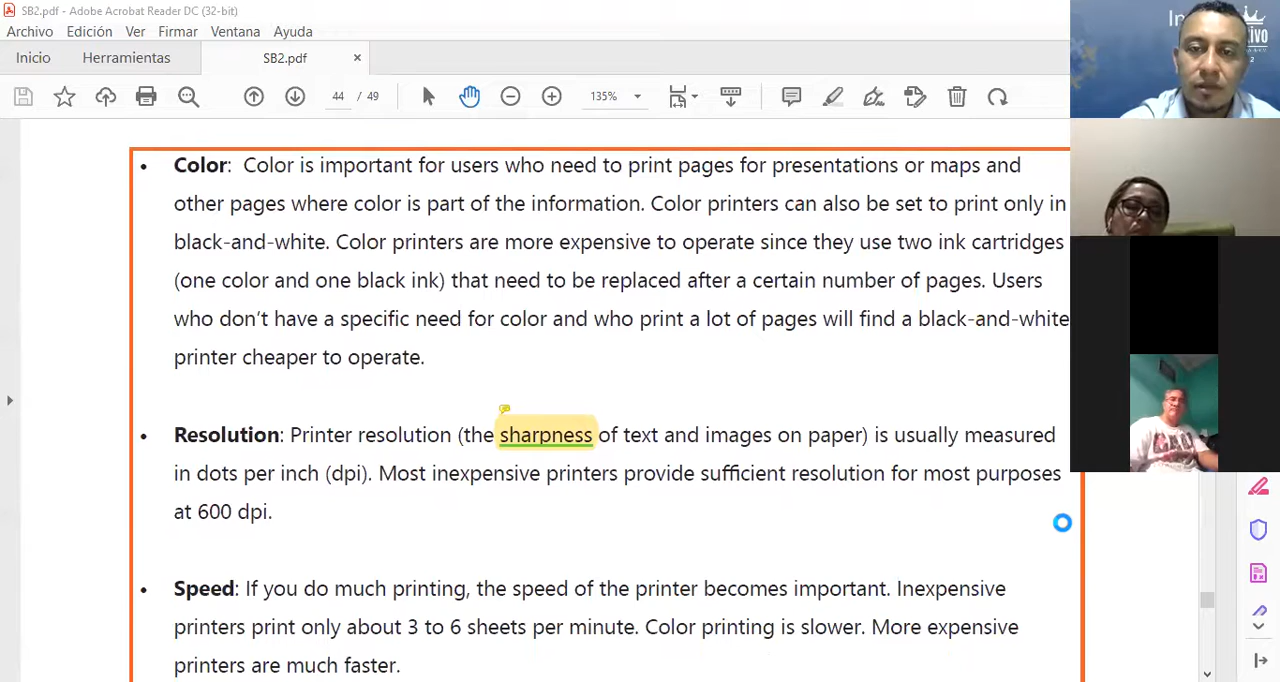 SB2.pdf - Adobe Acrobat Reader DC (32-bit)
Archivo Edición Ver Firmar Ventana Ayuda
Inicio Herramientas SB2.pdf ×
44 / 49 135%
• Color: Color is important for users who need to print pages for presentations or maps and
other pages where color is part of the information. Color printers can also be set to print only in
black-and-white. Color printers are more expensive to operate since they use two ink cartridges
(one color and one black ink) that need to be replaced after a certain number of pages. Users
who don't have a specific need for color and who print a lot of pages will find a black-and-white
printer cheaper to operate.
• Resolution: Printer resolution (the sharpness of text and images on paper) is usually measured
in dots per inch (dpi). Most inexpensive printers provide sufficient resolution for most purposes
at 600 dpi.
• Speed: If you do much printing, the speed of the printer becomes important. Inexpensive
printers print only about 3 to 6 sheets per minute. Color printing is slower. More expensive
printers are much faster.